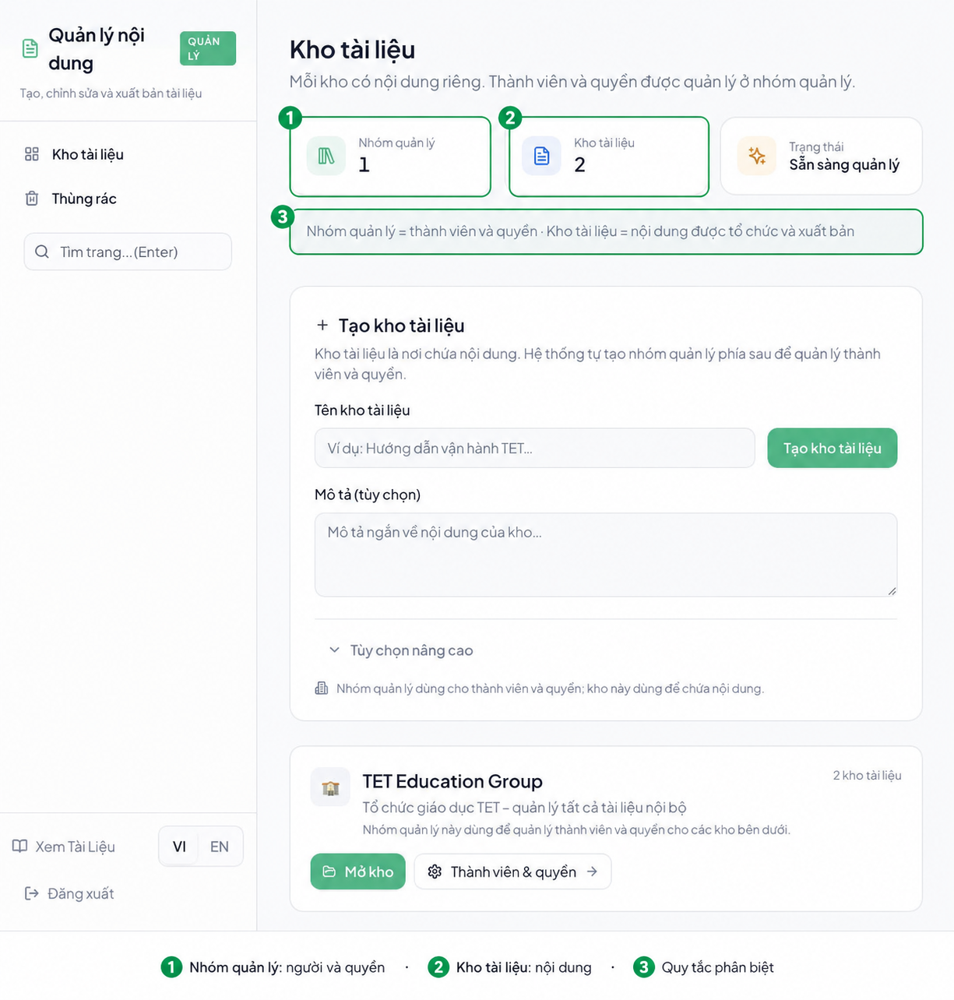 Quản lý nội
dung
QUẢN
LÝ
Tạo, chỉnh sửa và xuất bản tài liệu
Kho tài liệu
Thùng rác
Tìm trang... (Enter)
Xem Tài Liệu
VI
EN
Đăng xuất
Kho tài liệu
Mỗi kho có nội dung riêng. Thành viên và quyền được quản lý ở nhóm quản lý.
1
Nhóm quản lý
1
2
Kho tài liệu
2
Trạng thái
Sẵn sàng quản lý
3
Nhóm quản lý = thành viên và quyền · Kho tài liệu = nội dung được tổ chức và xuất bản
+ Tạo kho tài liệu
Kho tài liệu là nơi chứa nội dung. Hệ thống tự tạo nhóm quản lý phía sau để quản lý thành
viên và quyền.
Tên kho tài liệu
Ví dụ: Hướng dẫn vận hành TET...
Tạo kho tài liệu
Mô tả (tùy chọn)
Mô tả ngắn về nội dung của kho...
Tùy chọn nâng cao
Nhóm quản lý dùng cho thành viên và quyền; kho này dùng để chứa nội dung.
TET Education Group
2 kho tài liệu
Tổ chức giáo dục TET – quản lý tất cả tài liệu nội bộ
Nhóm quản lý này dùng để quản lý thành viên và quyền cho các kho bên dưới.
Mở kho
Thành viên & quyền →
1 Nhóm quản lý: người và quyền · 2 Kho tài liệu: nội dung · 3 Quy tắc phân biệt